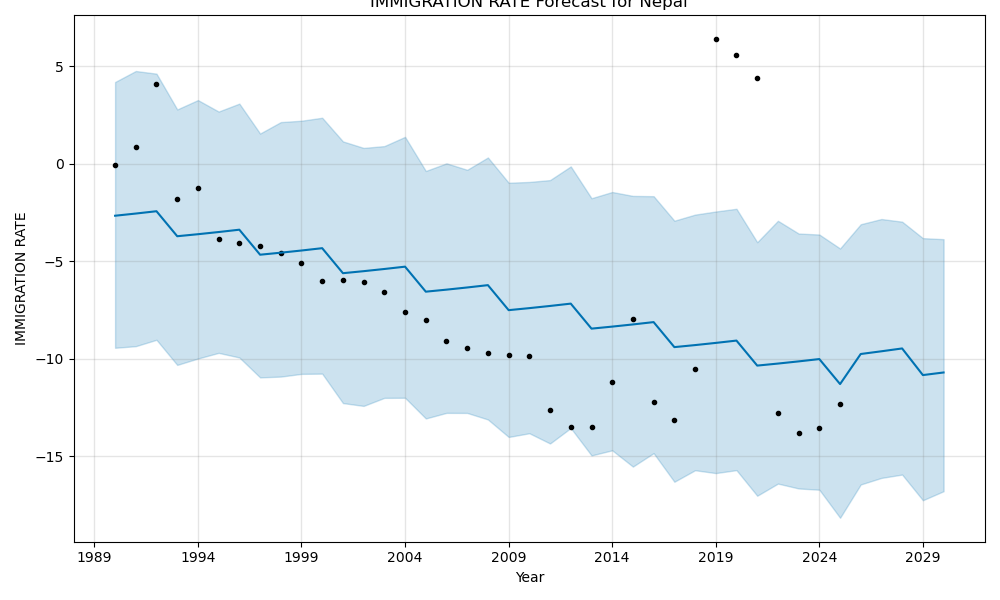 IMMIGRATION RATE Forecast for Nepal
5
0
−5
−10
−15
IMMIGRATION RATE
1989 1994 1999 2004 2009 2014 2019 2024 2029
Year